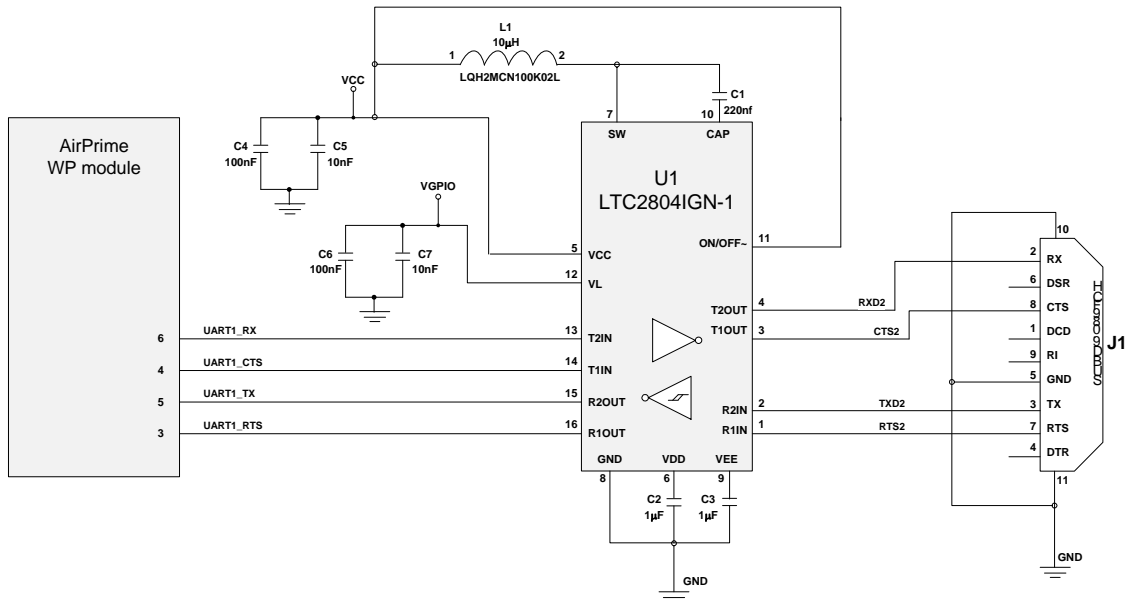 AirPrime
WP module
VCC
C4
100nF
C5
10nF
L1
10µH
1
2
LQH2MCN100K02L
C1
220nf
7
10
SW
CAP
U1
LTC2804IGN-1
VGPIO
C6
100nF
C7
10nF
5
VCC
12
VL
ON/OFF~
11
T2OUT
4
RXD2
T1OUT
3
CTS2
6
UART1_RX
13
T2IN
4
UART1_CTS
14
T1IN
5
UART1_TX
15
R2OUT
3
UART1_RTS
16
R1OUT
R2IN
2
TXD2
R1IN
1
RTS2
GND
VDD
VEE
8
6
9
C2
1µF
C3
1µF
GND
10
2
RX
6
DSR
8
CTS
1
DCD
9
RI
5
GND
3
TX
7
RTS
4
DTR
11
J1
GND